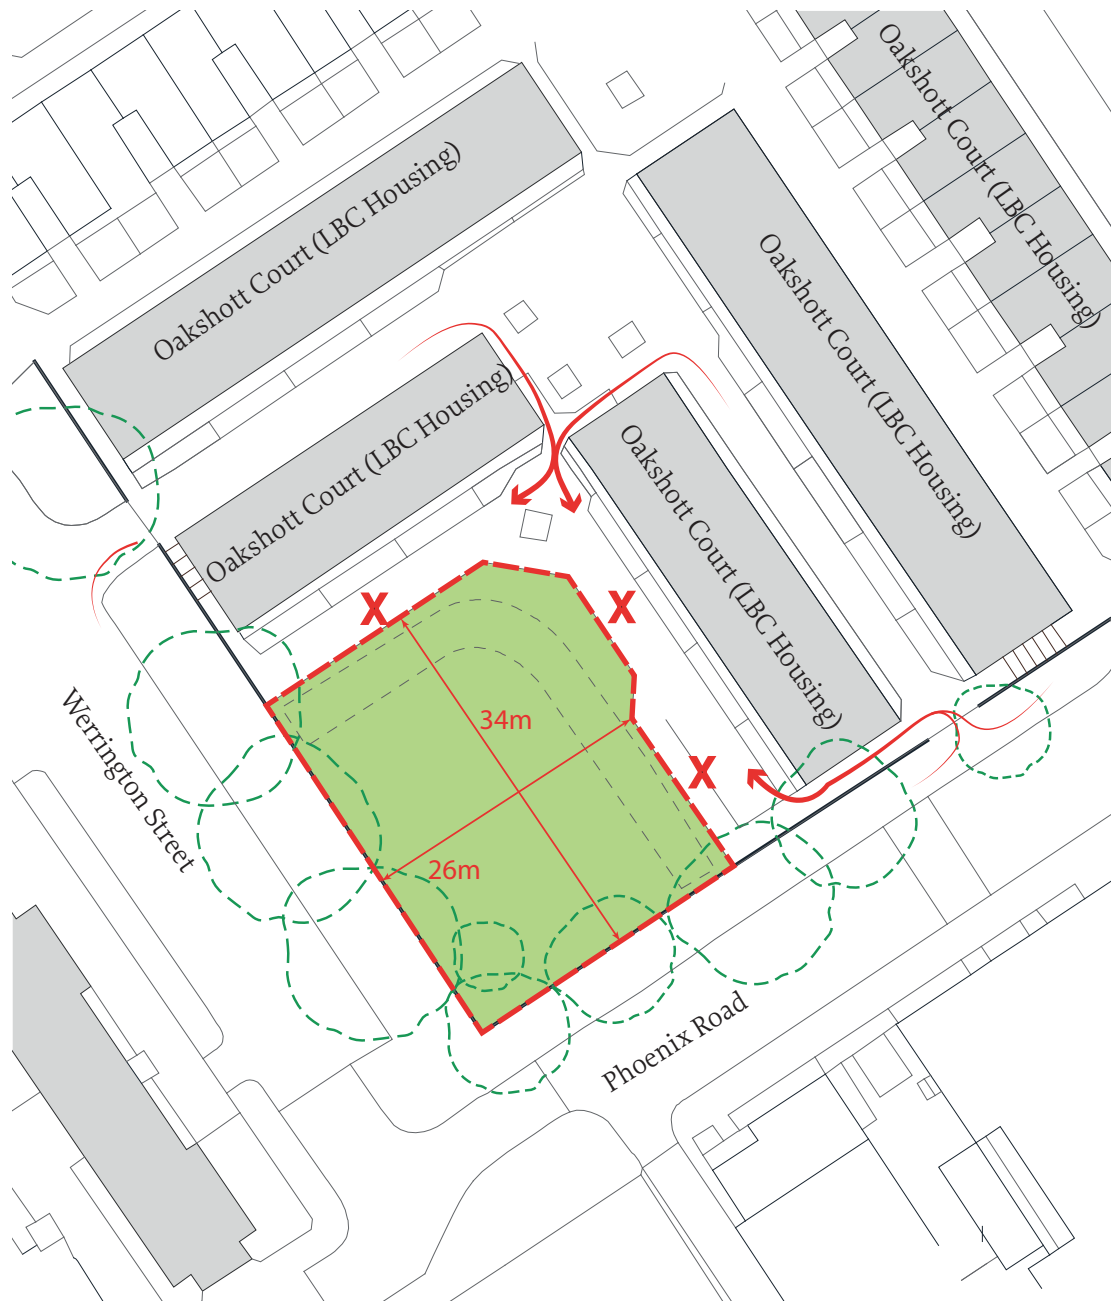 Oakshott Court (LBC Housing)
Oakshott Court (LBC Housing)
Oakshott Court (LBC Housing)
Oakshott Court (LBC Housing)
Oakshott Court (LBC Housing)
X
X
34m
X
Werrington Street
26m
Phoenix Road